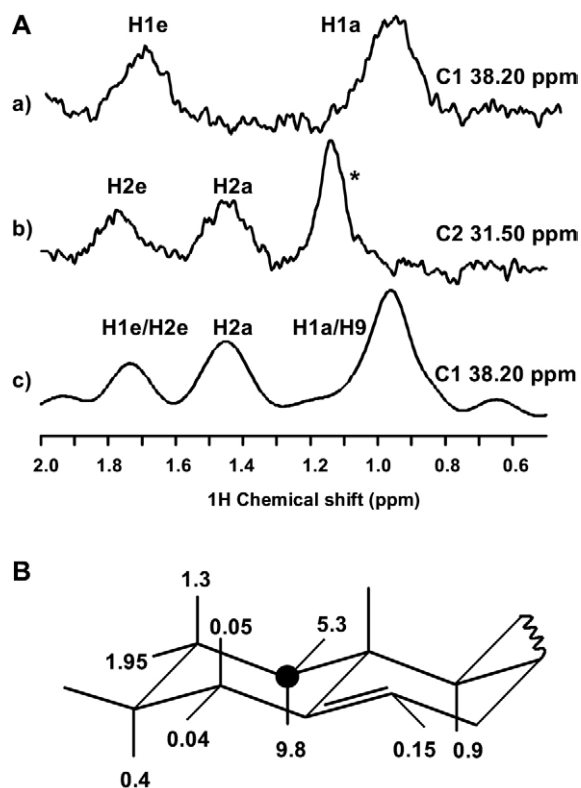 A
H1e H1a
C1 38.20 ppm
a)
H2e H2a *
b) C2 31.50 ppm
H1e/H2e H2a H1a/H9
C1 38.20 ppm
c)
2.0 1.8 1.6 1.4 1.2 1.0 0.8 0.6
1H Chemical shift (ppm)
B
1.3
0.05 5.3
1.95
0.04 9.8 0.15 0.9
0.4